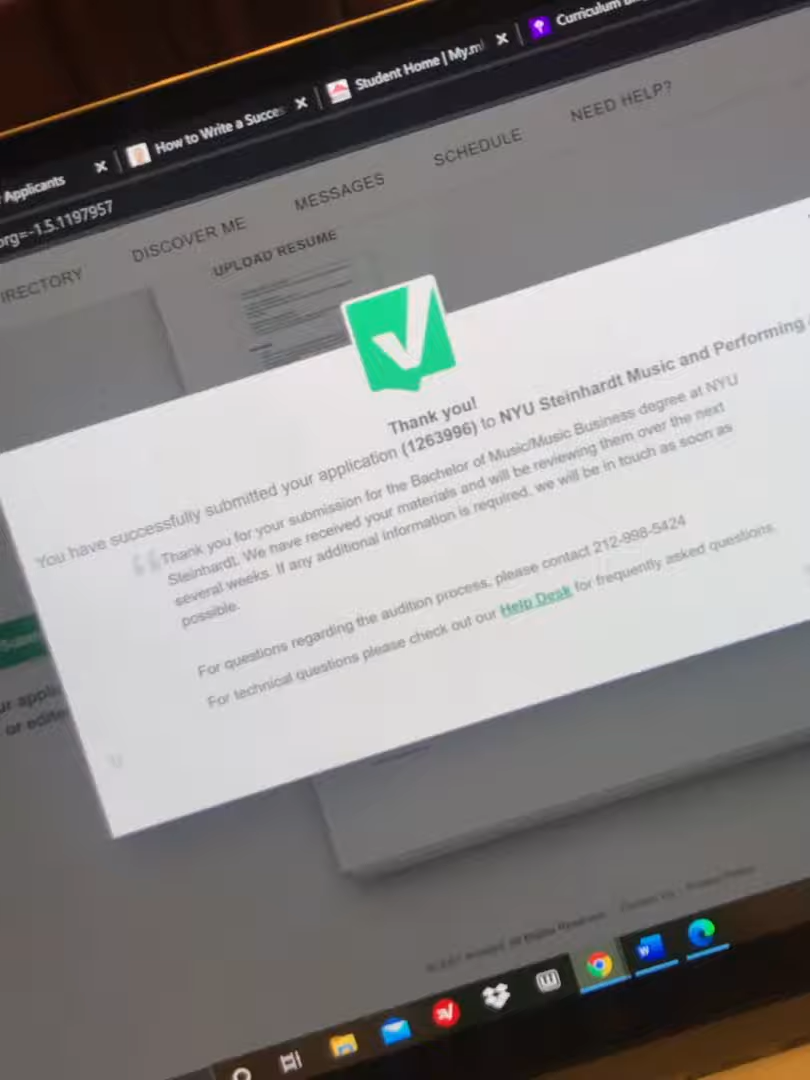 Applicants
How to Write a Succes
Student Home | My.m
Curriculum
org=-1.5.1197957
IRECTORY
DISCOVER ME
MESSAGES
SCHEDULE
NEED HELP?
UPLOAD RESUME
Thank you!
You have successfully submitted your application (1263996) to NYU Steinhardt Music and Performing
Thank you for your submission for the Bachelor of Music/Music Business degree at NYU
Steinhardt. We have received your materials and will be reviewing them over the next
several weeks. If any additional information is required, we will be in touch as soon as
possible.
For questions regarding the audition process, please contact 212-998-5424
For technical questions please check out our Help Desk for frequently asked questions.
ur applic
or edite